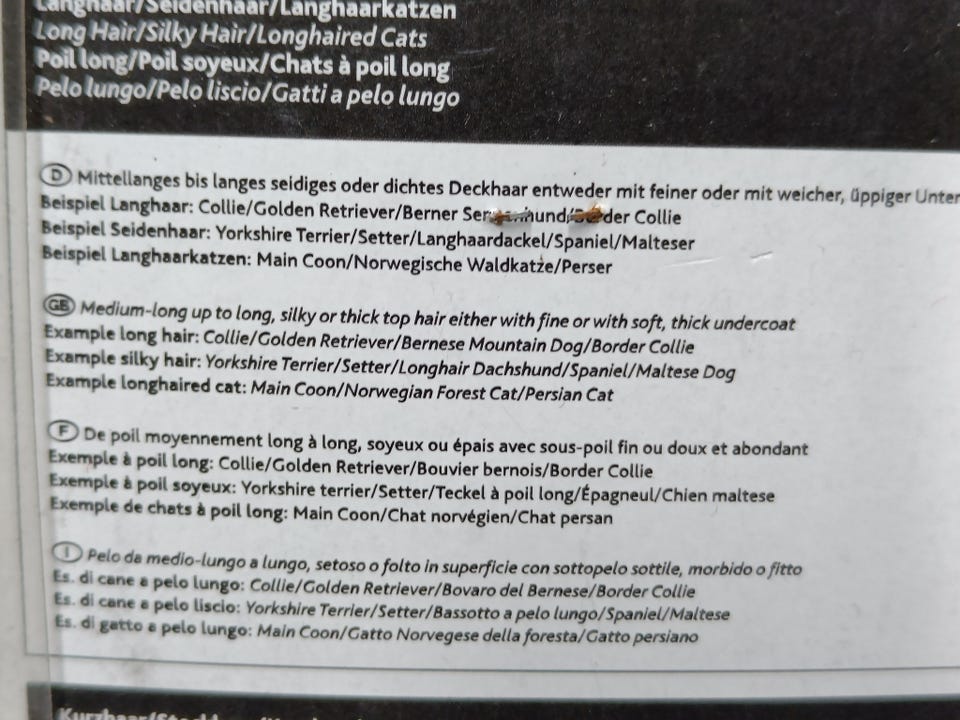 Langhaar/Seidenhaar/Langhaarkatzen
Long Hair/Silky Hair/Longhaired Cats
Poil long/Poil soyeux/Chats à poil long
Pelo lungo/Pelo liscio/Gatti a pelo lungo
D Mittellanges bis langes seidiges oder dichtes Deckhaar entweder mit feiner oder mit weicher, üppiger Unter
Beispiel Langhaar: Collie/Golden Retriever/Berner Collie
Beispiel Seidenhaar: Yorkshire Terrier/Setter/Langhaardackel/Spaniel/Malteser
Beispiel Langhaarkatzen: Main Coon/Norwegische Waldkatze/Perser
GB Medium-long up to long, silky or thick top hair either with fine or with soft, thick undercoat
Example long hair: Collie/Golden Retriever/Bernese Mountain Dog/Border Collie
Example silky hair: Yorkshire Terrier/Setter/Longhair Dachshund/Spaniel/Maltese Dog
Example longhaired cat: Main Coon/Norwegian Forest Cat/Persian Cat
F De poil moyennement long à long, soyeux ou épais avec sous-poil fin ou doux et abondant
Exemple à poil long: Collie/Golden Retriever/Bouvier bernois/Border Collie
Exemple à poil soyeux: Yorkshire terrier/Setter/Teckel à poil long/Épagneul/Chien maltese
Exemple de chats à poil long: Main Coon/Chat norvégien/Chat persan
I Pelo da medio-lungo a lungo, setoso o folto in superficie con sottopelo sottile, morbido o fitto
Es. di cane a pelo lungo: Collie/Golden Retriever/Bovaro del Bernese/Border Collie
Es. di cane a pelo liscio: Yorkshire Terrier/Setter/Bassotto a pelo lungo/Spaniel/Maltese
Es. di gatto a pelo lungo: Main Coon/Gatto Norvegese della foresta/Gatto persiano